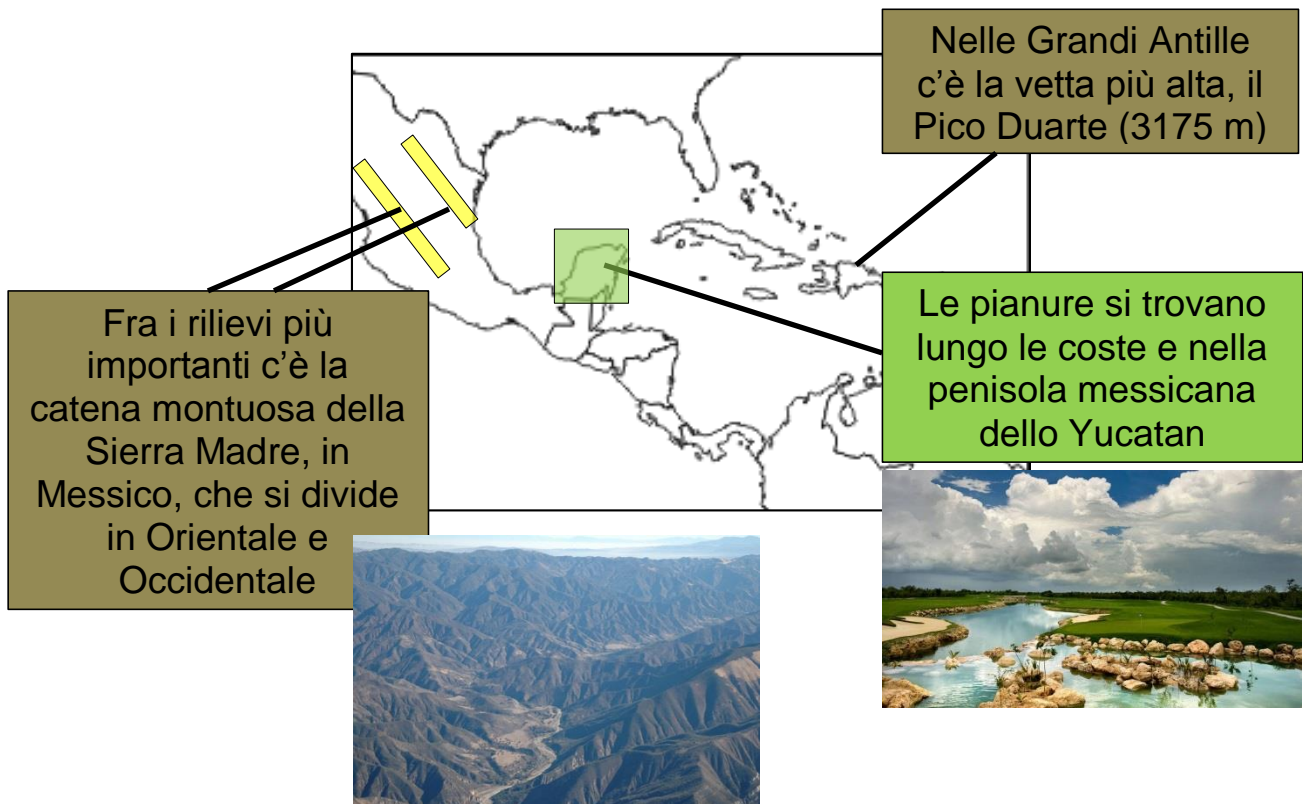 Nelle Grandi Antille
c'è la vetta più alta, il
Pico Duarte (3175 m)
Fra i rilievi più
importanti c'è la
catena montuosa della
Sierra Madre, in
Messico, che si divide
in Orientale e
Occidentale
Le pianure si trovano
lungo le coste e nella
penisola messicana
dello Yucatan